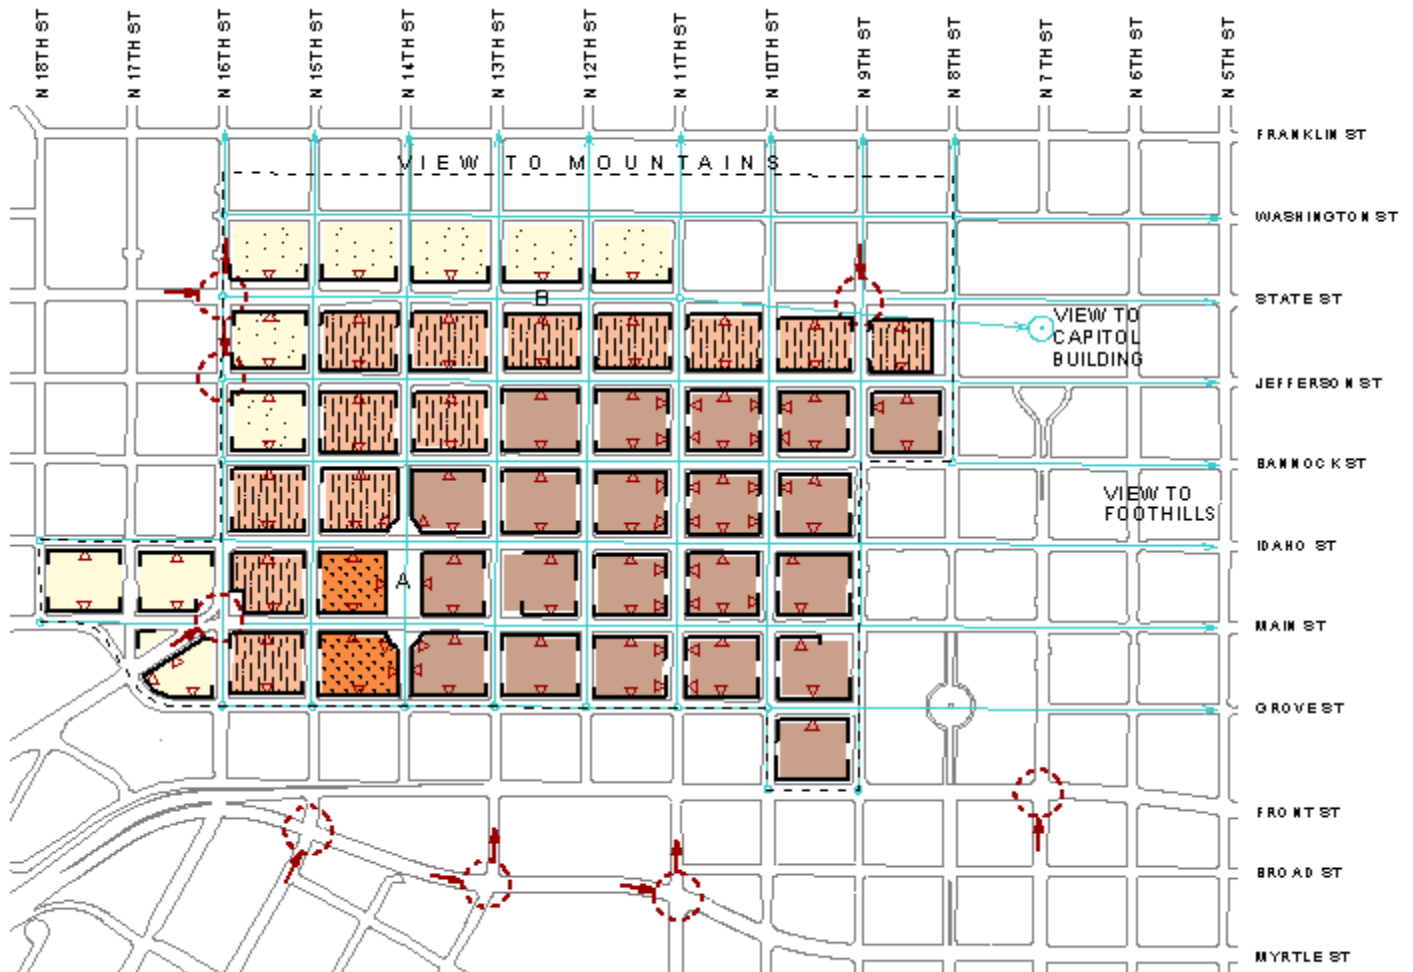 N 18TH ST
N 17TH ST
N 16TH ST
N 15TH ST
N 14TH ST
N 13TH ST
N 12TH ST
N 11TH ST
N 10TH ST
N 9TH ST
N 8TH ST
N 7TH ST
N 6TH ST
N 5TH ST
FRANKLIN ST
VIEW TO MOUNTAINS
WASHINGTON ST
B
STATE ST
VIEW TO
CAPITOL
BUILDING
JEFFERSON ST
BANNOCK ST
VIEW TO
FOOTHILLS
IDAHO ST
A
MAIN ST
GROVE ST
FRONT ST
BROAD ST
MYRTLE ST